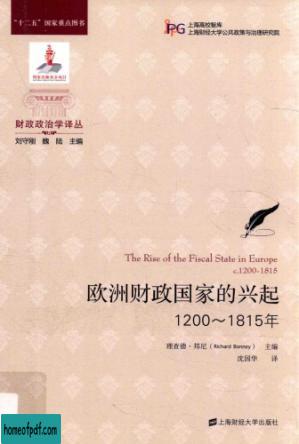 "十二五"国家重点图书
PG
上海高校智库
上海财经大学公共政策与治理研究院
国家出版基金项目
财政政治学译丛
刘守刚 魏 陆 主编
The Rise of the Fiscal State in Europe
c.1200-1815
欧洲财政国家的兴起
1200～1815年
理查德·邦尼 (Richard Bonney) 主编
沈国华 译
上海财经大学出版社
homeofpdf.com